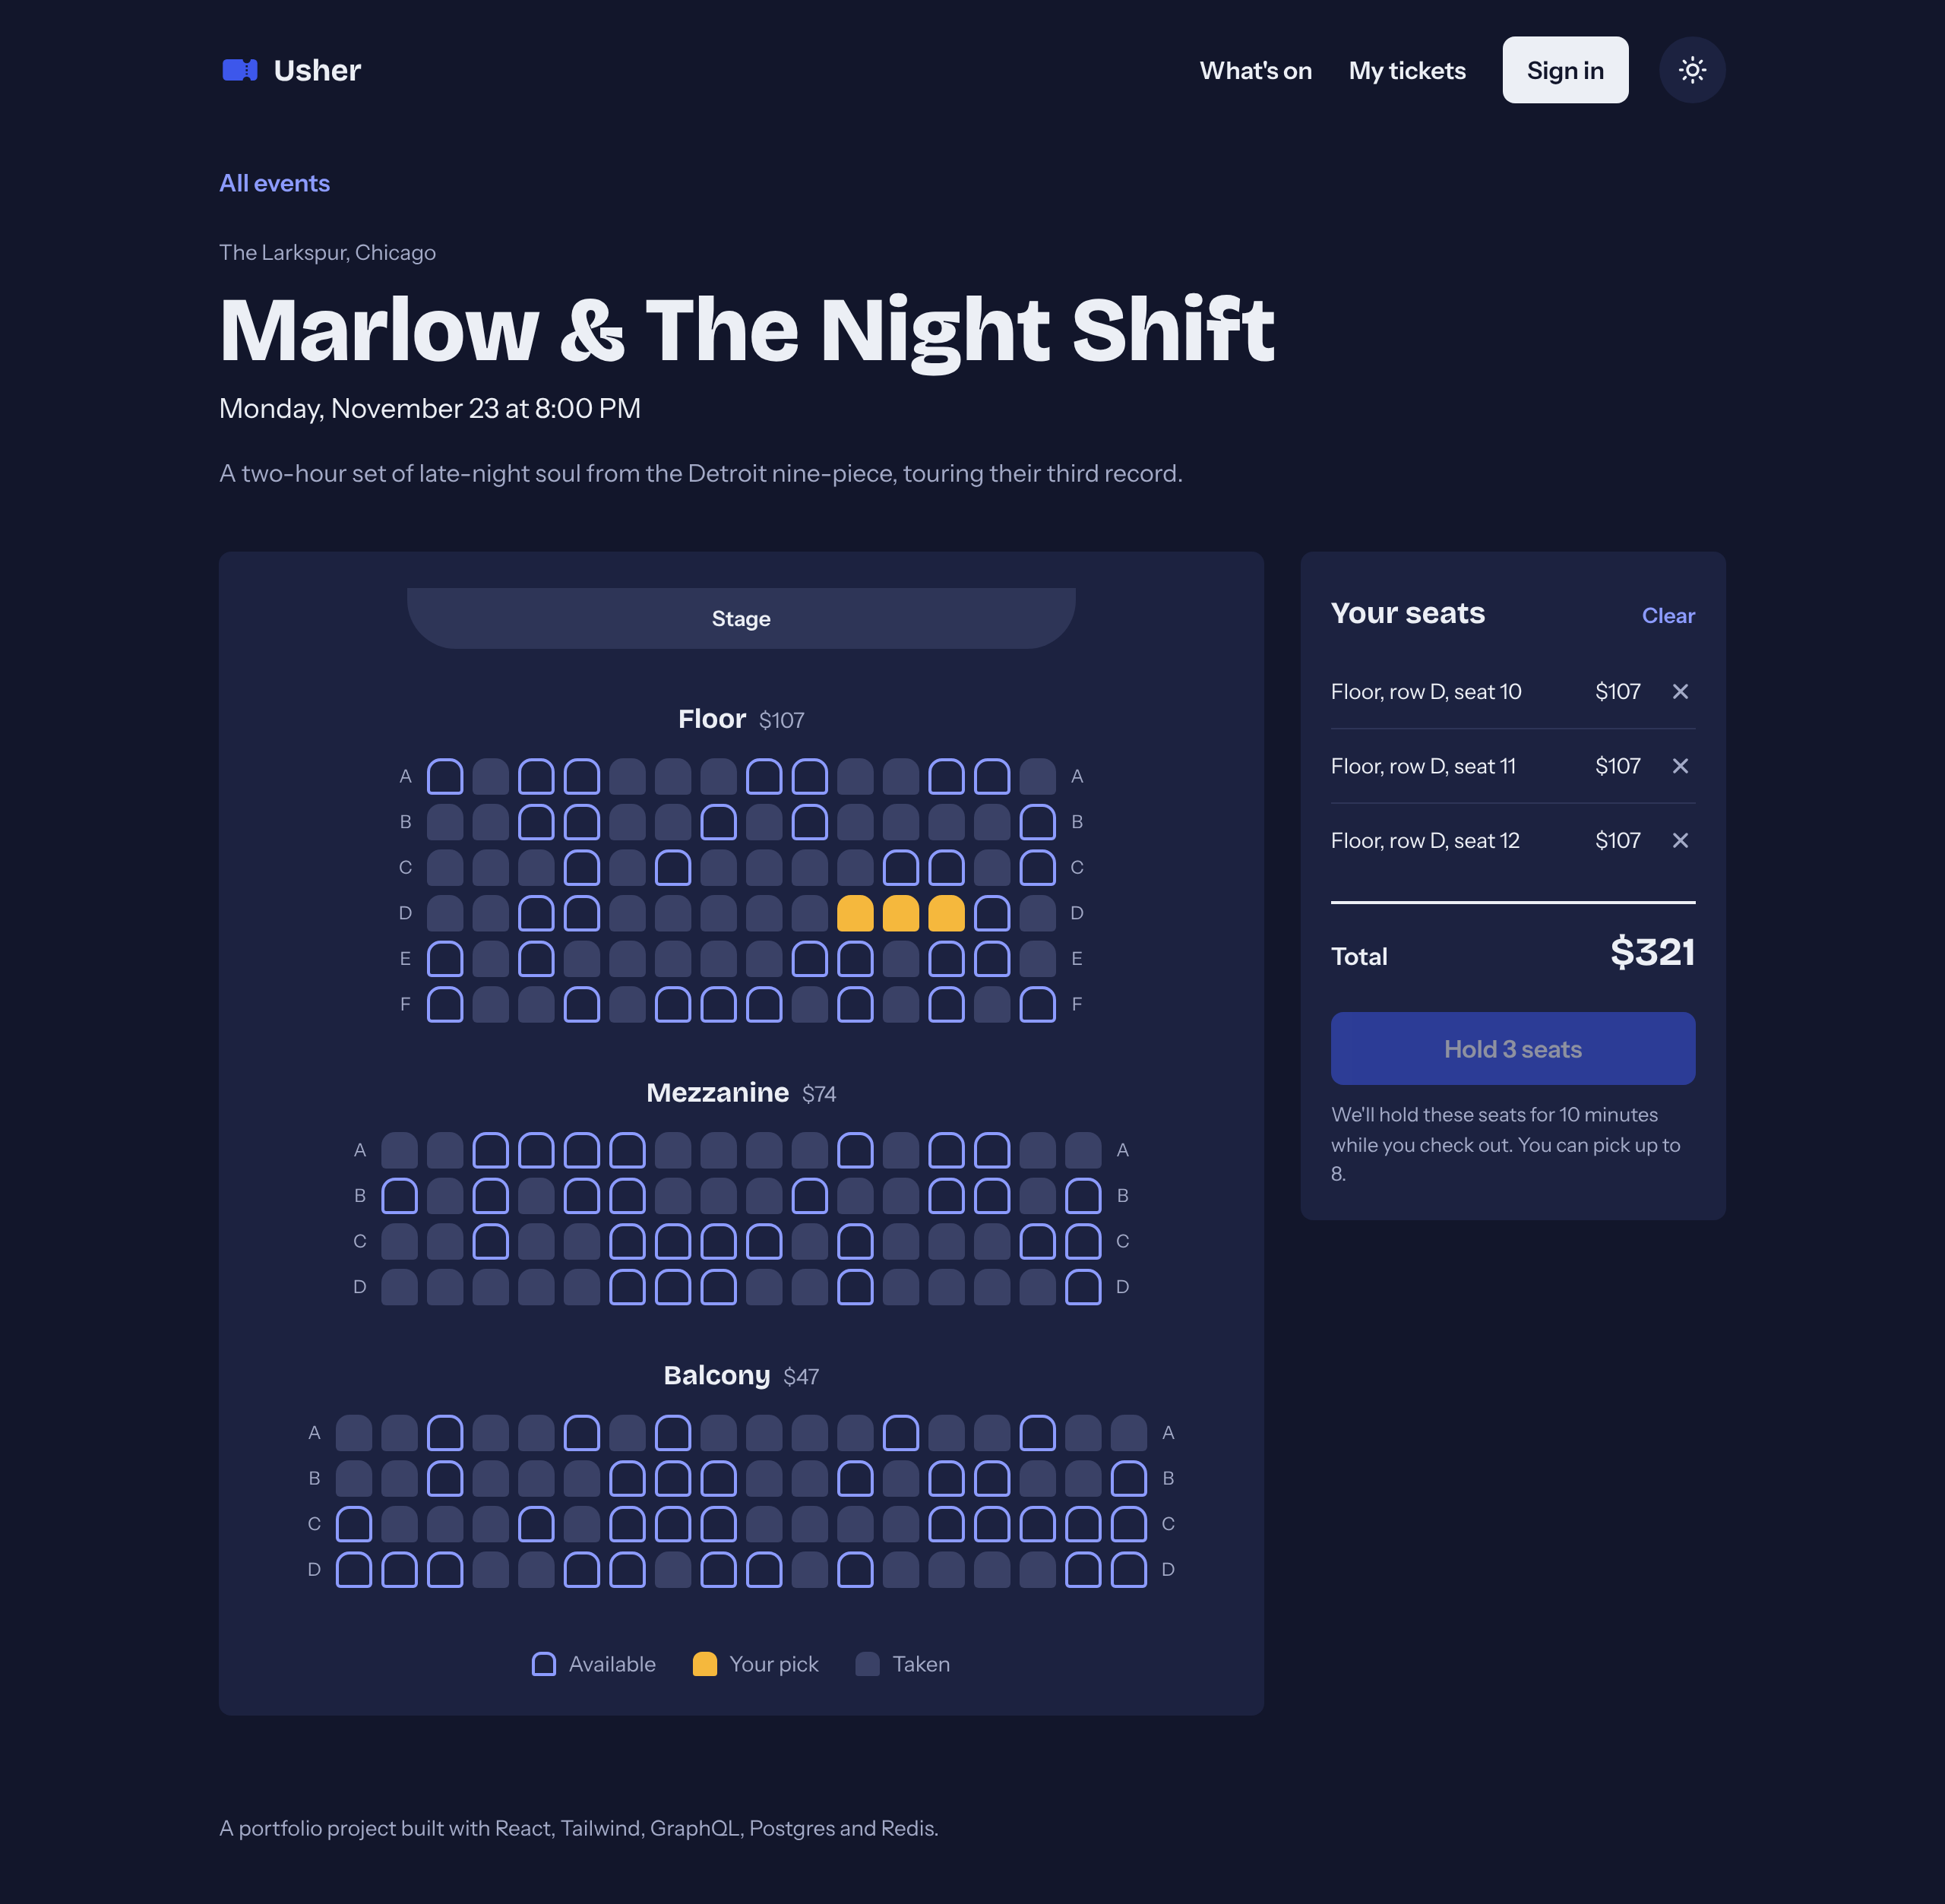 Usher
What's on
My tickets
Sign in
All events
The Larkspur, Chicago
Marlow & The Night Shift
Monday, November 23 at 8:00 PM
A two-hour set of late-night soul from the Detroit nine-piece, touring their third record.
Stage
Floor $107
A A
B B
C C
D D
E E
F F
Mezzanine $74
A A
B B
C C
D D
Balcony $47
A A
B B
C C
D D
Available
Your pick
Taken
Your seats
Clear
Floor, row D, seat 10 $107
Floor, row D, seat 11 $107
Floor, row D, seat 12 $107
Total $321
Hold 3 seats
We'll hold these seats for 10 minutes
while you check out. You can pick up to
8.
A portfolio project built with React, Tailwind, GraphQL, Postgres and Redis.